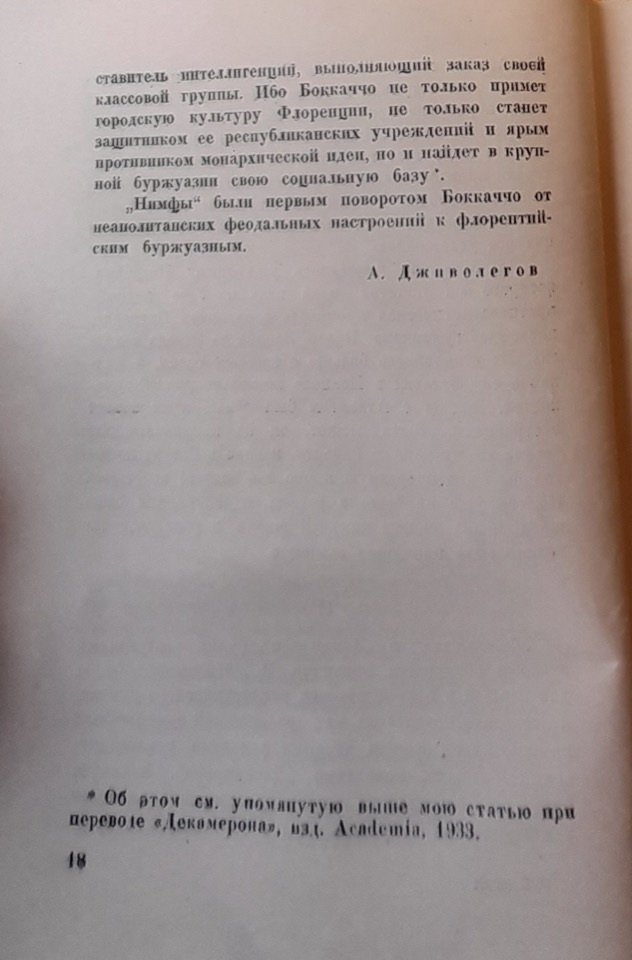 ставитель интеллигенции, выполняющий заказ своей
классовой группы. Ибо Боккаччо не только примет
городскую культуру Флоренции, не только станет
защитником ее республиканских учреждений и ярым
противником монархической идеи, но и найдет в круп-
ной буржуазии свою социальную базу*.
„Нимфы“ были первым поворотом Боккаччо от
неаполитанских феодальных настроений к флорентий-
ским буржуазным.
А. Дживелегов
* Об этом см. упомянутую выше мою статью при
переводе «Декамерона», изд. Academia, 1933.
18